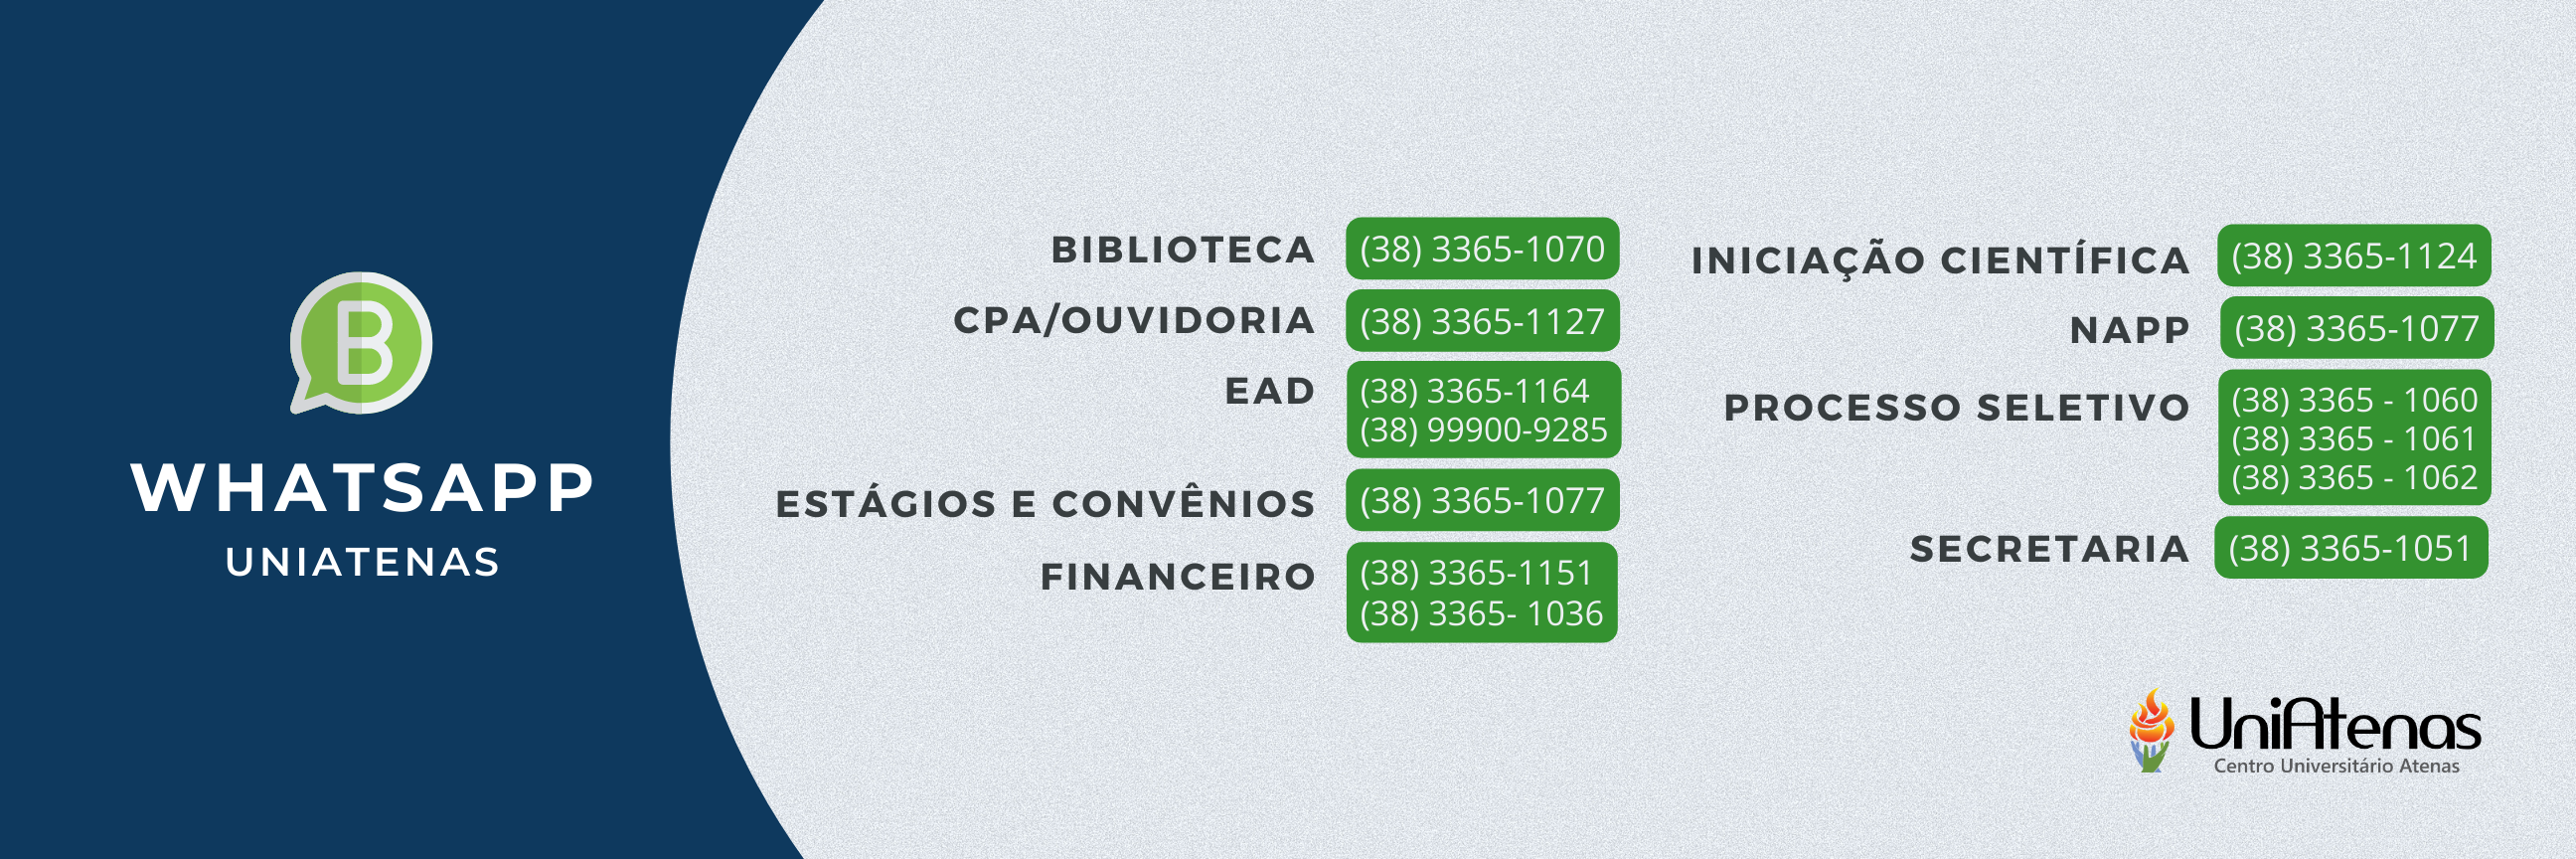 B
WHATSAPP
UNIATENAS
BIBLIOTECA (38) 3365-1070
CPA/OUVIDORIA (38) 3365-1127
EAD (38) 3365-1164
(38) 99900-9285
ESTÁGIOS E CONVÊNIOS (38) 3365-1077
FINANCEIRO (38) 3365-1151
(38) 3365- 1036
INICIAÇÃO CIENTÍFICA (38) 3365-1124
NAPP (38) 3365-1077
PROCESSO SELETIVO (38) 3365 - 1060
(38) 3365 - 1061
(38) 3365 - 1062
SECRETARIA (38) 3365-1051
UniAtenas
Centro Universitário Atenas